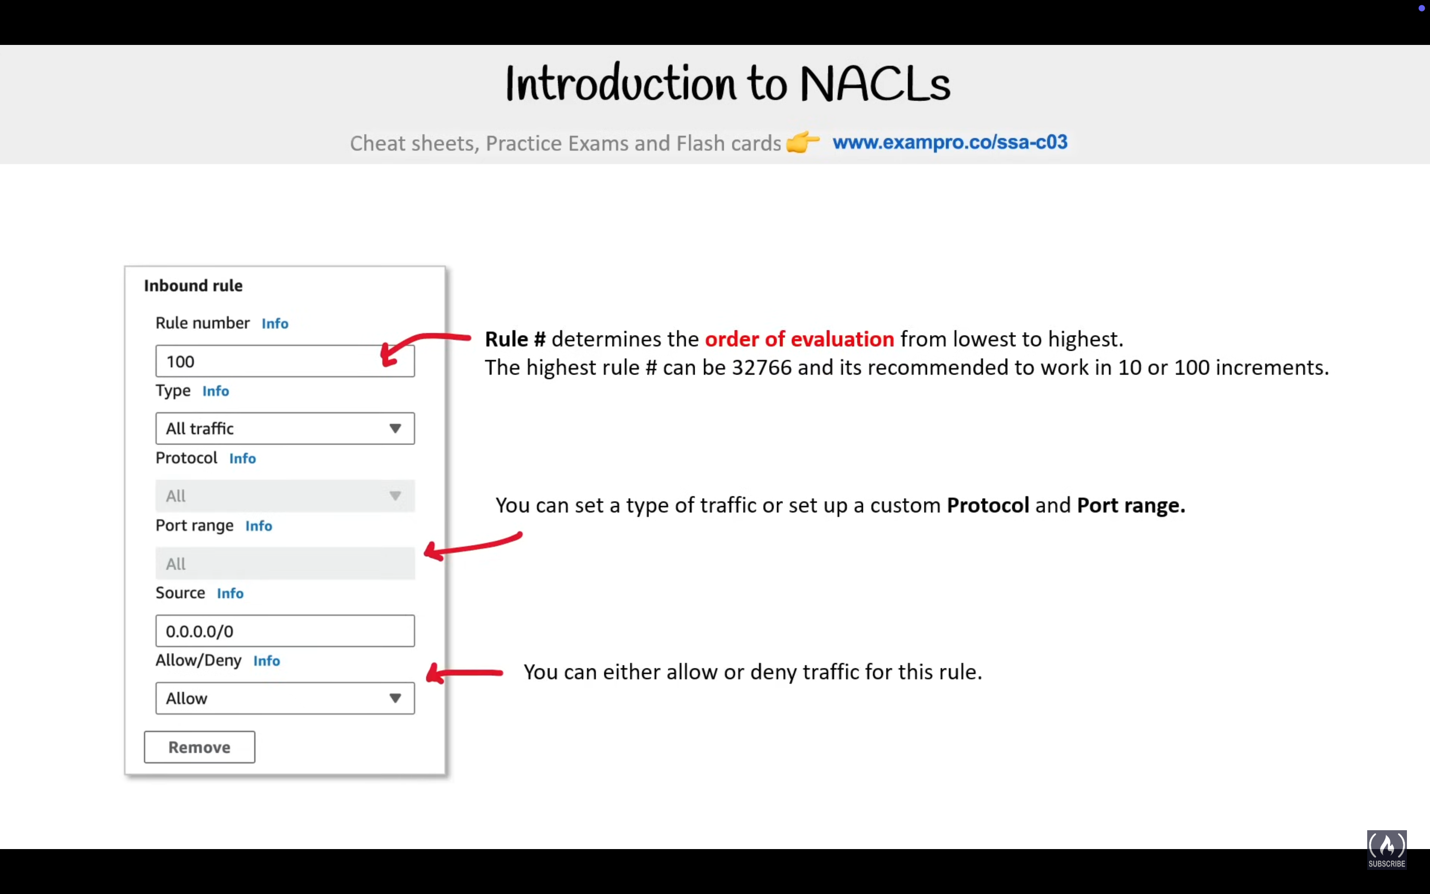 Introduction to NACLs
Cheat sheets, Practice Exams and Flash cards 👉 www.exampro.co/ssa-c03
Inbound rule
Rule number Info
100
Rule # determines the order of evaluation from lowest to highest.
The highest rule # can be 32766 and its recommended to work in 10 or 100 increments.
Type Info
All traffic
Protocol Info
All
You can set a type of traffic or set up a custom Protocol and Port range.
Port range Info
All
Source Info
0.0.0.0/0
Allow/Deny Info
You can either allow or deny traffic for this rule.
Allow
Remove
SUBSCRIBE